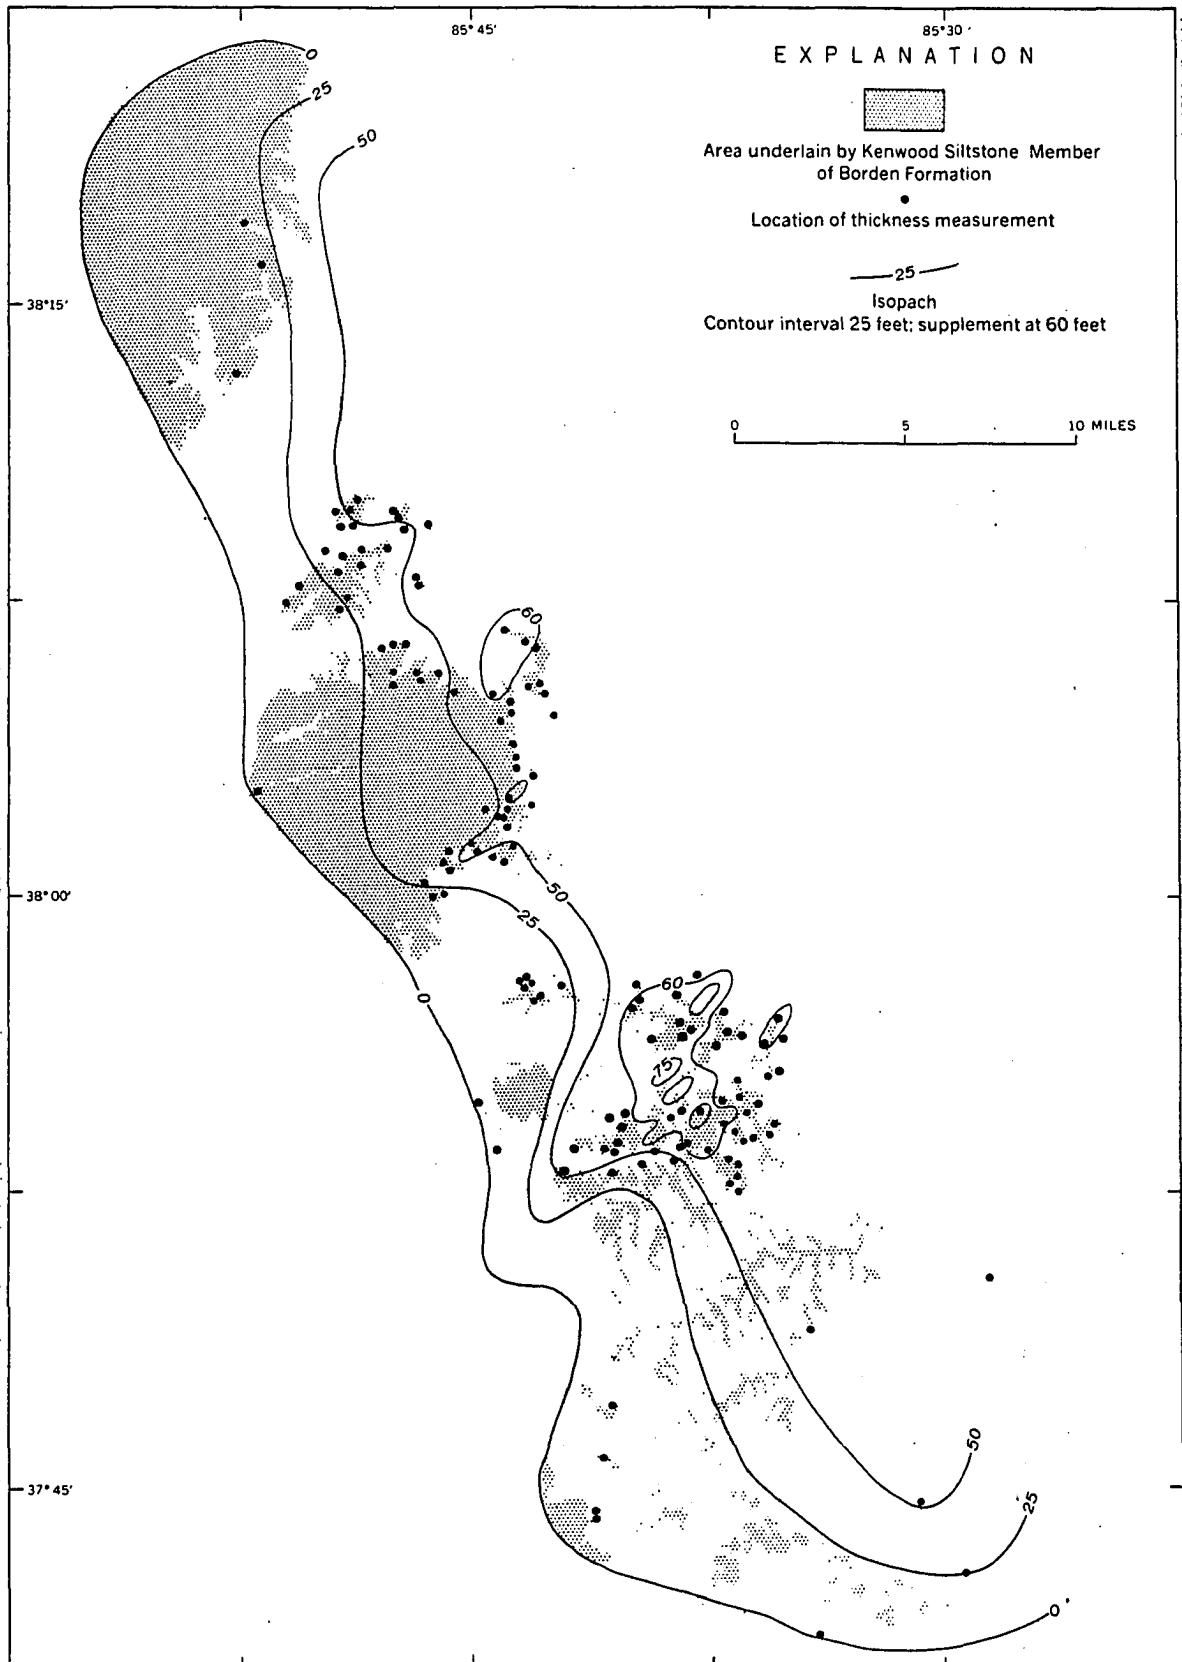 85°45'
85°30'
EXPLANATION
Area underlain by Kenwood Siltstone Member
of Borden Formation
Location of thickness measurement
25
Isopach
Contour interval 25 feet; supplement at 60 feet
0 5 10 MILES
0
25
50
38°15'
60
38°00'
50
25
0
60
75
50
25
37°45'
0